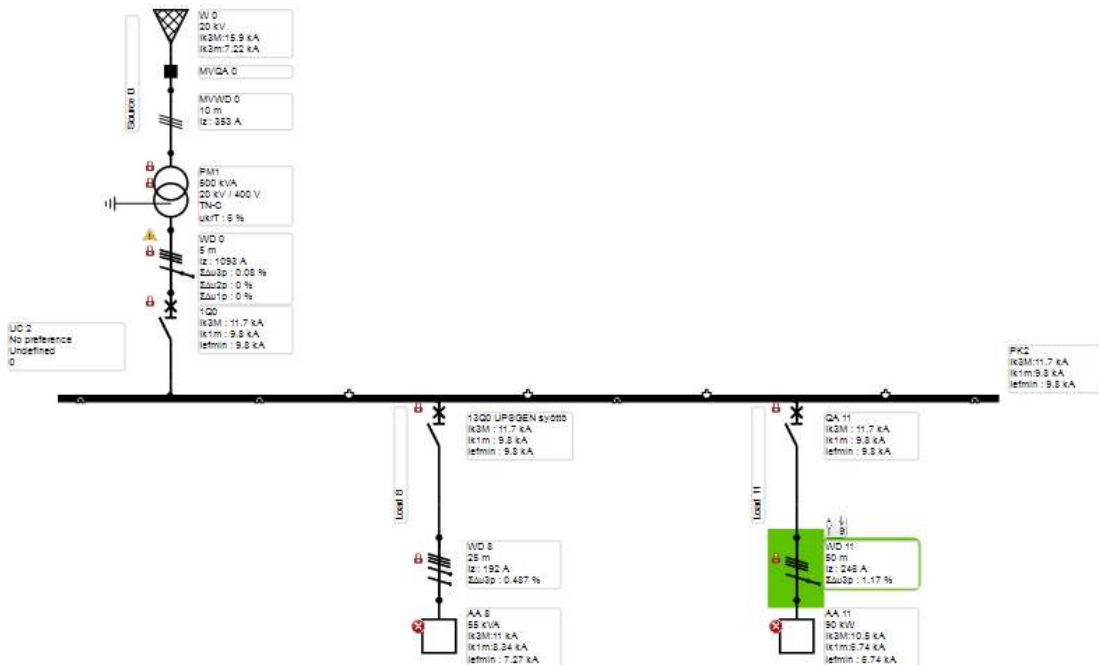 W 0
20 kV
Ik3M:15.9 kA
Ik3m:7.22 kA
Source 0
MVQA 0
MVWD 0
10 m
Iz : 353 A
PM1
500 kVA
20 kV / 400 V
TN-C
ukrT : 6 %
WD 0
5 m
Iz : 1093 A
ΣΔu3p : 0.08 %
ΣΔu2p : 0 %
ΣΔu1p : 0 %
1Q0
Ik3M : 11.7 kA
Ik1m : 9.8 kA
Iefmin : 9.8 kA
UC 2
No preference
Undefined
0
PK2
Ik3M:11.7 kA
Ik1m:9.8 kA
Iefmin : 9.8 kA
Load 8
13Q0 UPSGEN syöttö
Ik3M : 11.7 kA
Ik1m : 9.8 kA
Iefmin : 9.8 kA
Load 11
QA 11
Ik3M : 11.7 kA
Ik1m : 9.8 kA
Iefmin : 9.8 kA
WD 8
25 m
Iz : 192 A
ΣΔu3p : 0.487 %
WD 11
50 m
Iz : 246 A
ΣΔu3p : 1.17 %
AA 8
55 kVA
Ik3M:11 kA
Ik1m:8.34 kA
Iefmin : 7.27 kA
AA 11
90 kW
Ik3M:10.5 kA
Ik1m:6.74 kA
Iefmin : 6.74 kA